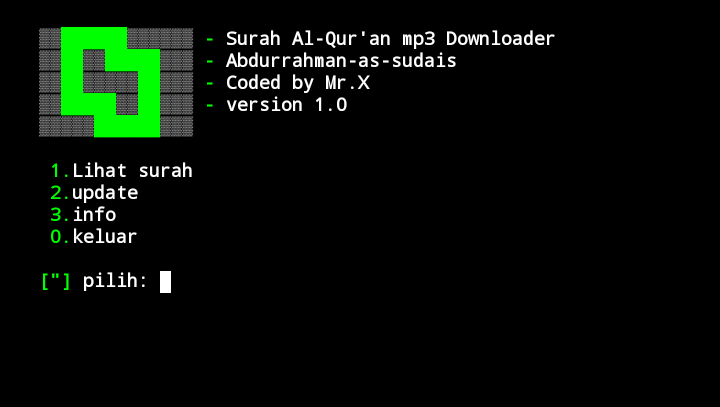 - Surah Al-Qur'an mp3 Downloader
- Abdurrahman-as-sudais
- Coded by Mr.X
- version 1.0
1.Lihat surah
2.update
3.info
0.keluar
["] pilih: